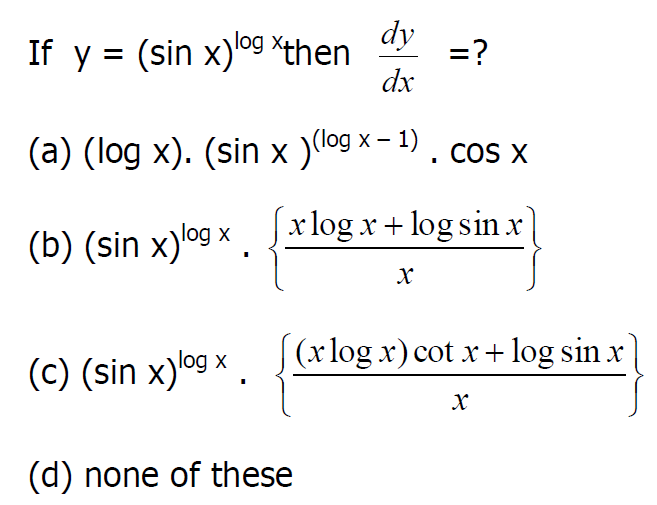 If y = (sin x)^(log x) then dy/dx =?
(a) (log x). (sin x )^((log x – 1)) . cos x
(b) (sin x)^(log x) . {(x log x + log sin x)/x}
(c) (sin x)^(log x) . {((x log x) cot x + log sin x)/x}
(d) none of these